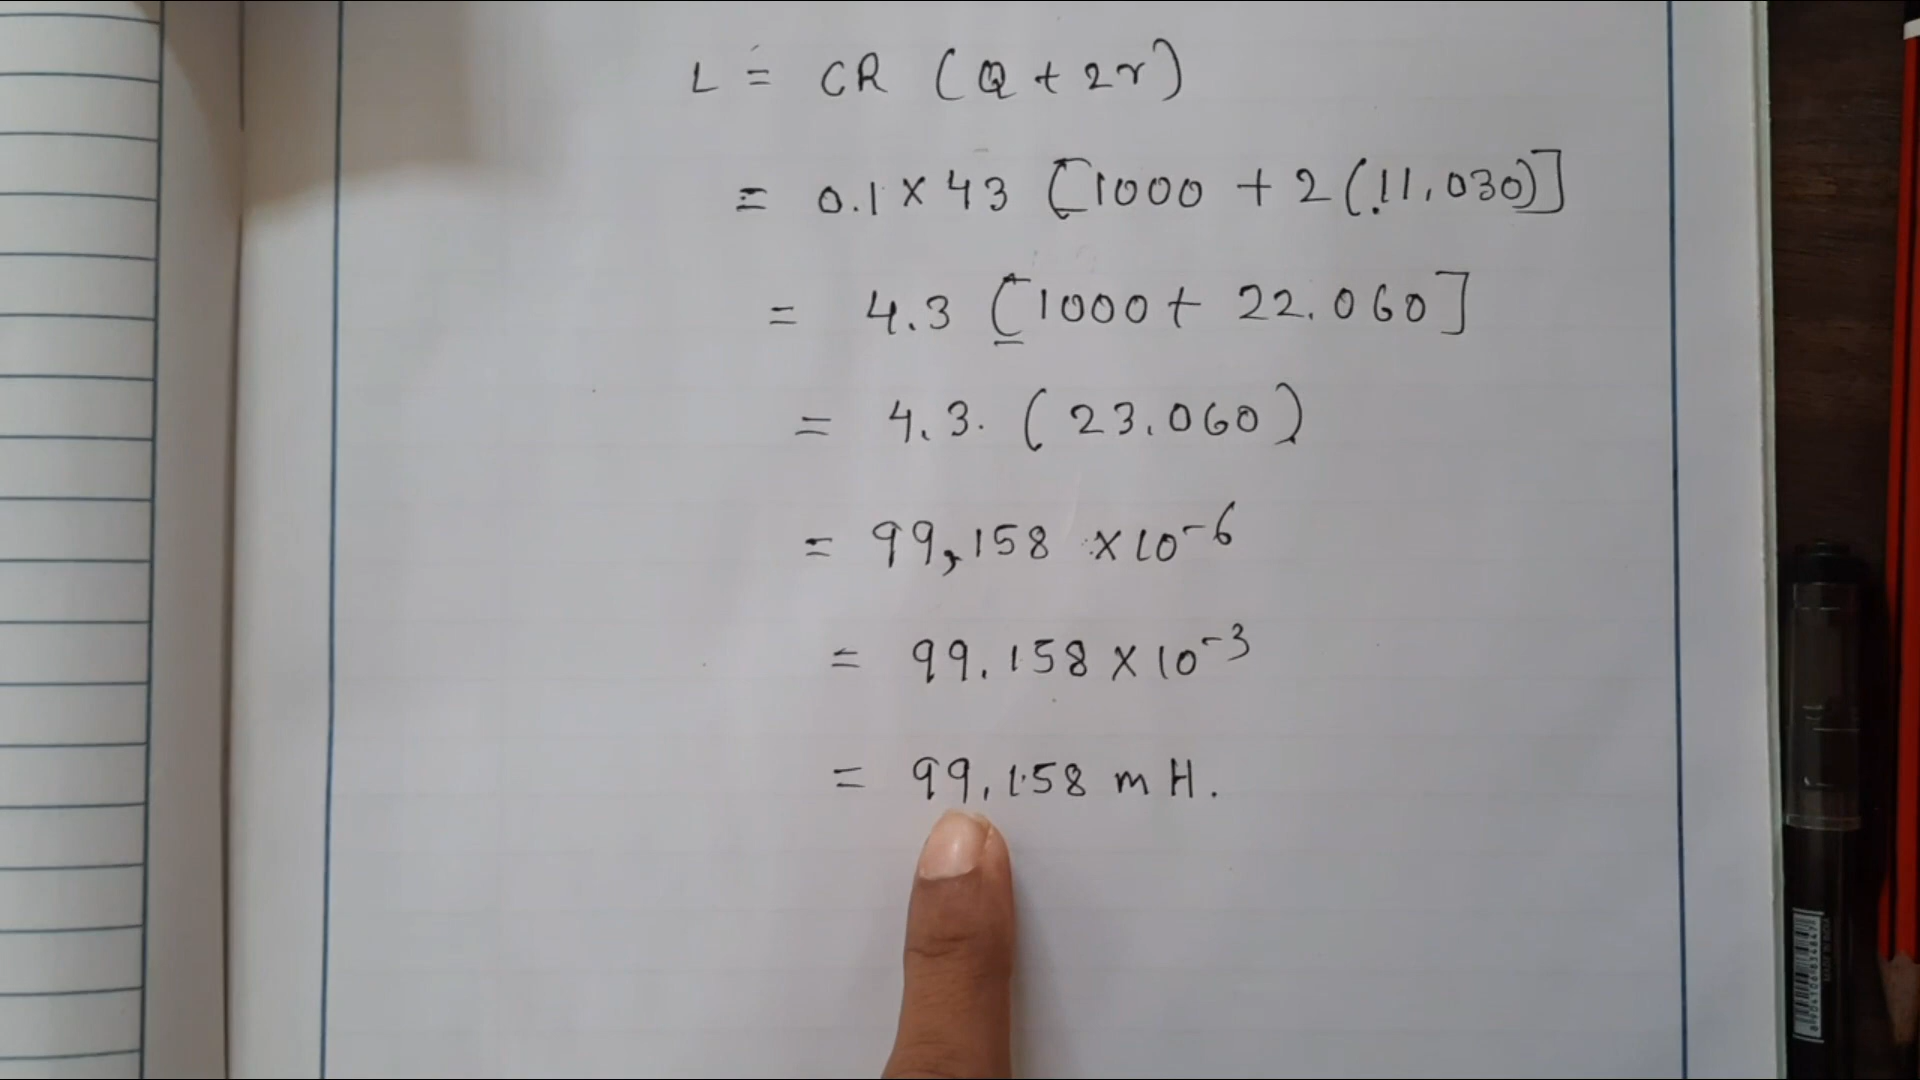 L = CR (Q + 2r)
= 0.1 × 43 [1000 + 2(11.030)]
= 4.3 [1000 + 22.060]
= 4.3. (23.060)
= 99,158 × 10⁻⁶
= 99.158 × 10⁻³
= 99.158 mH.